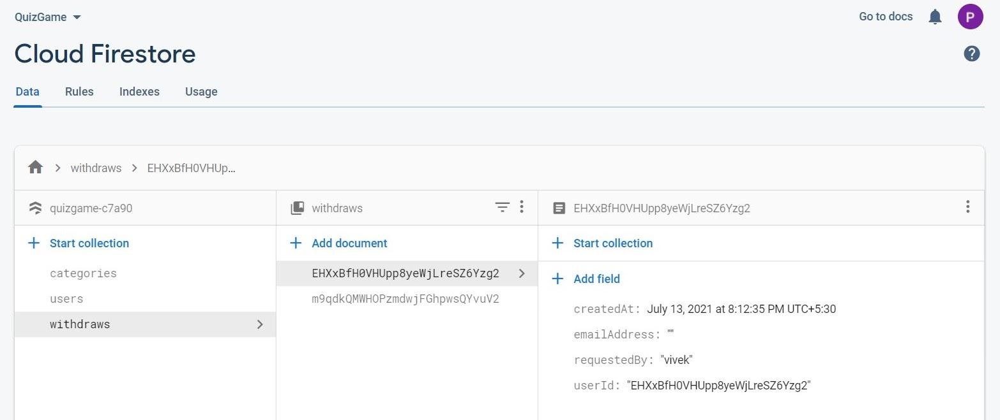 QuizGame
Go to docs
P
Cloud Firestore
?
Data Rules Indexes Usage
withdraws
EHXxBfH0VHUp...
quizgame-c7a90
withdraws
EHXxBfH0VHUpp8yeWjLreSZ6Yzg2
+ Start collection
categories
users
withdraws
+ Add document
EHXxBfH0VHUpp8yeWjLreSZ6Yzg2
m9qdkQMWHOPzmdwjFGhpwsQYvuV2
+ Start collection
+ Add field
createdAt: July 13, 2021 at 8:12:35 PM UTC+5:30
emailAddress: ""
requestedBy: "vivek"
userId: "EHXxBfH0VHUpp8yeWjLreSZ6Yzg2"